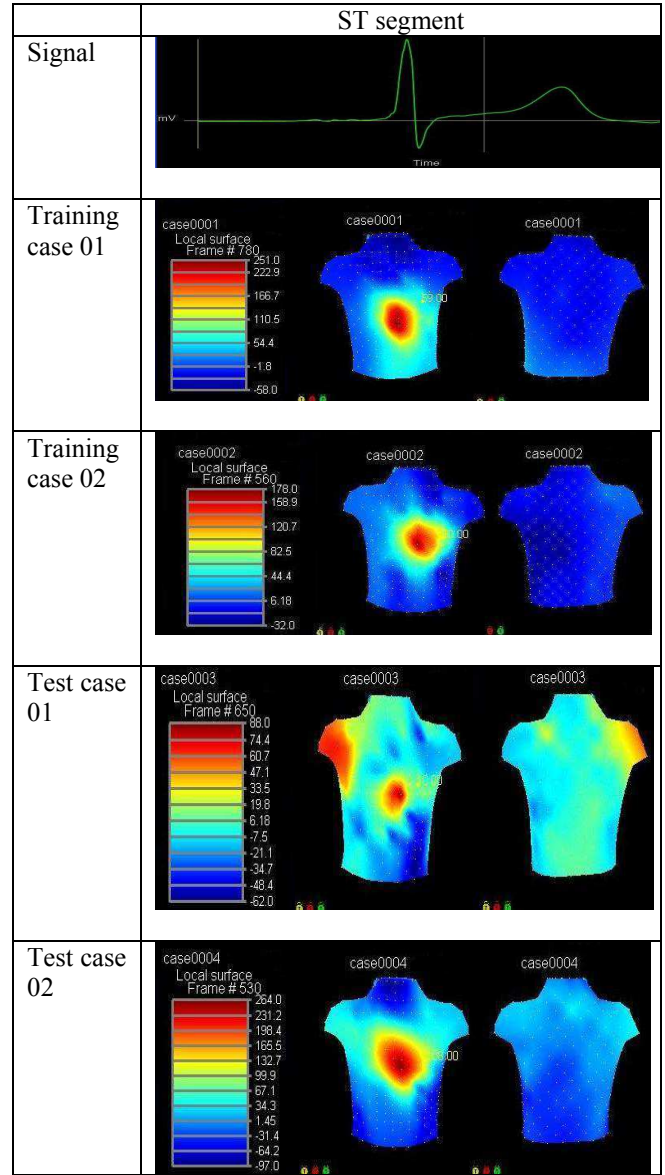 ST segment
Signal
mV
Time
Training
case 01
case0001
Local surface
Frame # 780
251.0
222.9
166.7
110.5
54.4
-1.8
-58.0
case0001
case0001
Training
case 02
case0002
Local surface
Frame # 560
178.0
158.9
120.7
82.5
44.4
6.18
-32.0
case0002
case0002
Test case
01
case0003
Local surface
Frame # 650
88.0
74.4
60.7
47.1
33.5
19.8
6.18
-7.5
-21.1
-34.7
-48.4
-62.0
case0003
case0003
Test case
02
case0004
Local surface
Frame # 530
264.0
231.2
198.4
165.5
132.7
99.9
67.1
34.3
1.45
-31.4
-64.2
-97.0
case0004
case0004